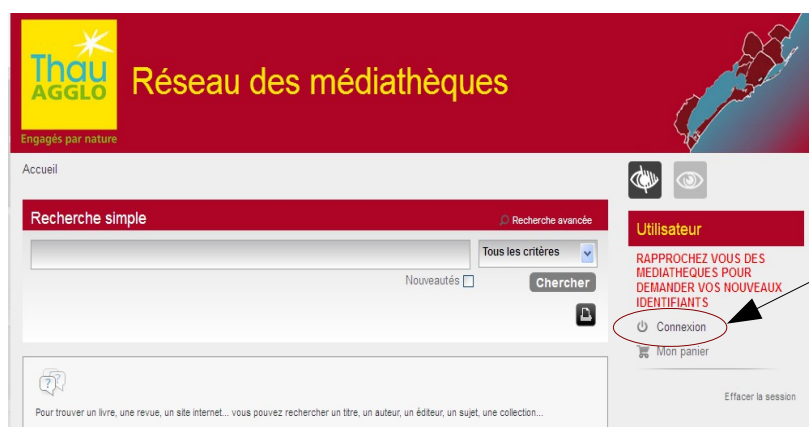 Thau
AGGLO
Engagés par nature
Réseau des médiathèques
Accueil
Recherche simple
Recherche avancée
Tous les critères
Nouveautés
Chercher
Pour trouver un livre, une revue, un site internet... vous pouvez rechercher un titre, un auteur, un éditeur, un sujet, une collection...
Utilisateur
RAPPROCHEZ VOUS DES
MEDIATHEQUES POUR
DEMANDER VOS NOUVEAUX
IDENTIFIANTS
Connexion
Mon panier
Effacer la session